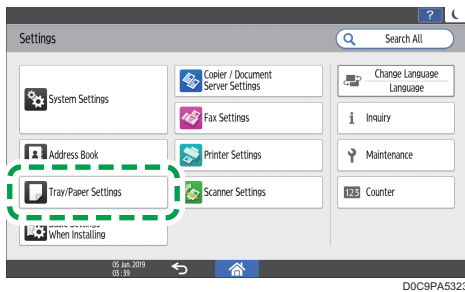 ?
Settings
Search All
System Settings
Copier / Document
Server Settings
Change Language
Language
Fax Settings
i Inquiry
Address Book
Printer Settings
Maintenance
Tray/Paper Settings
Scanner Settings
123 Counter
When Installing
05 Jun. 2019
03 :39
D0C9PA5323